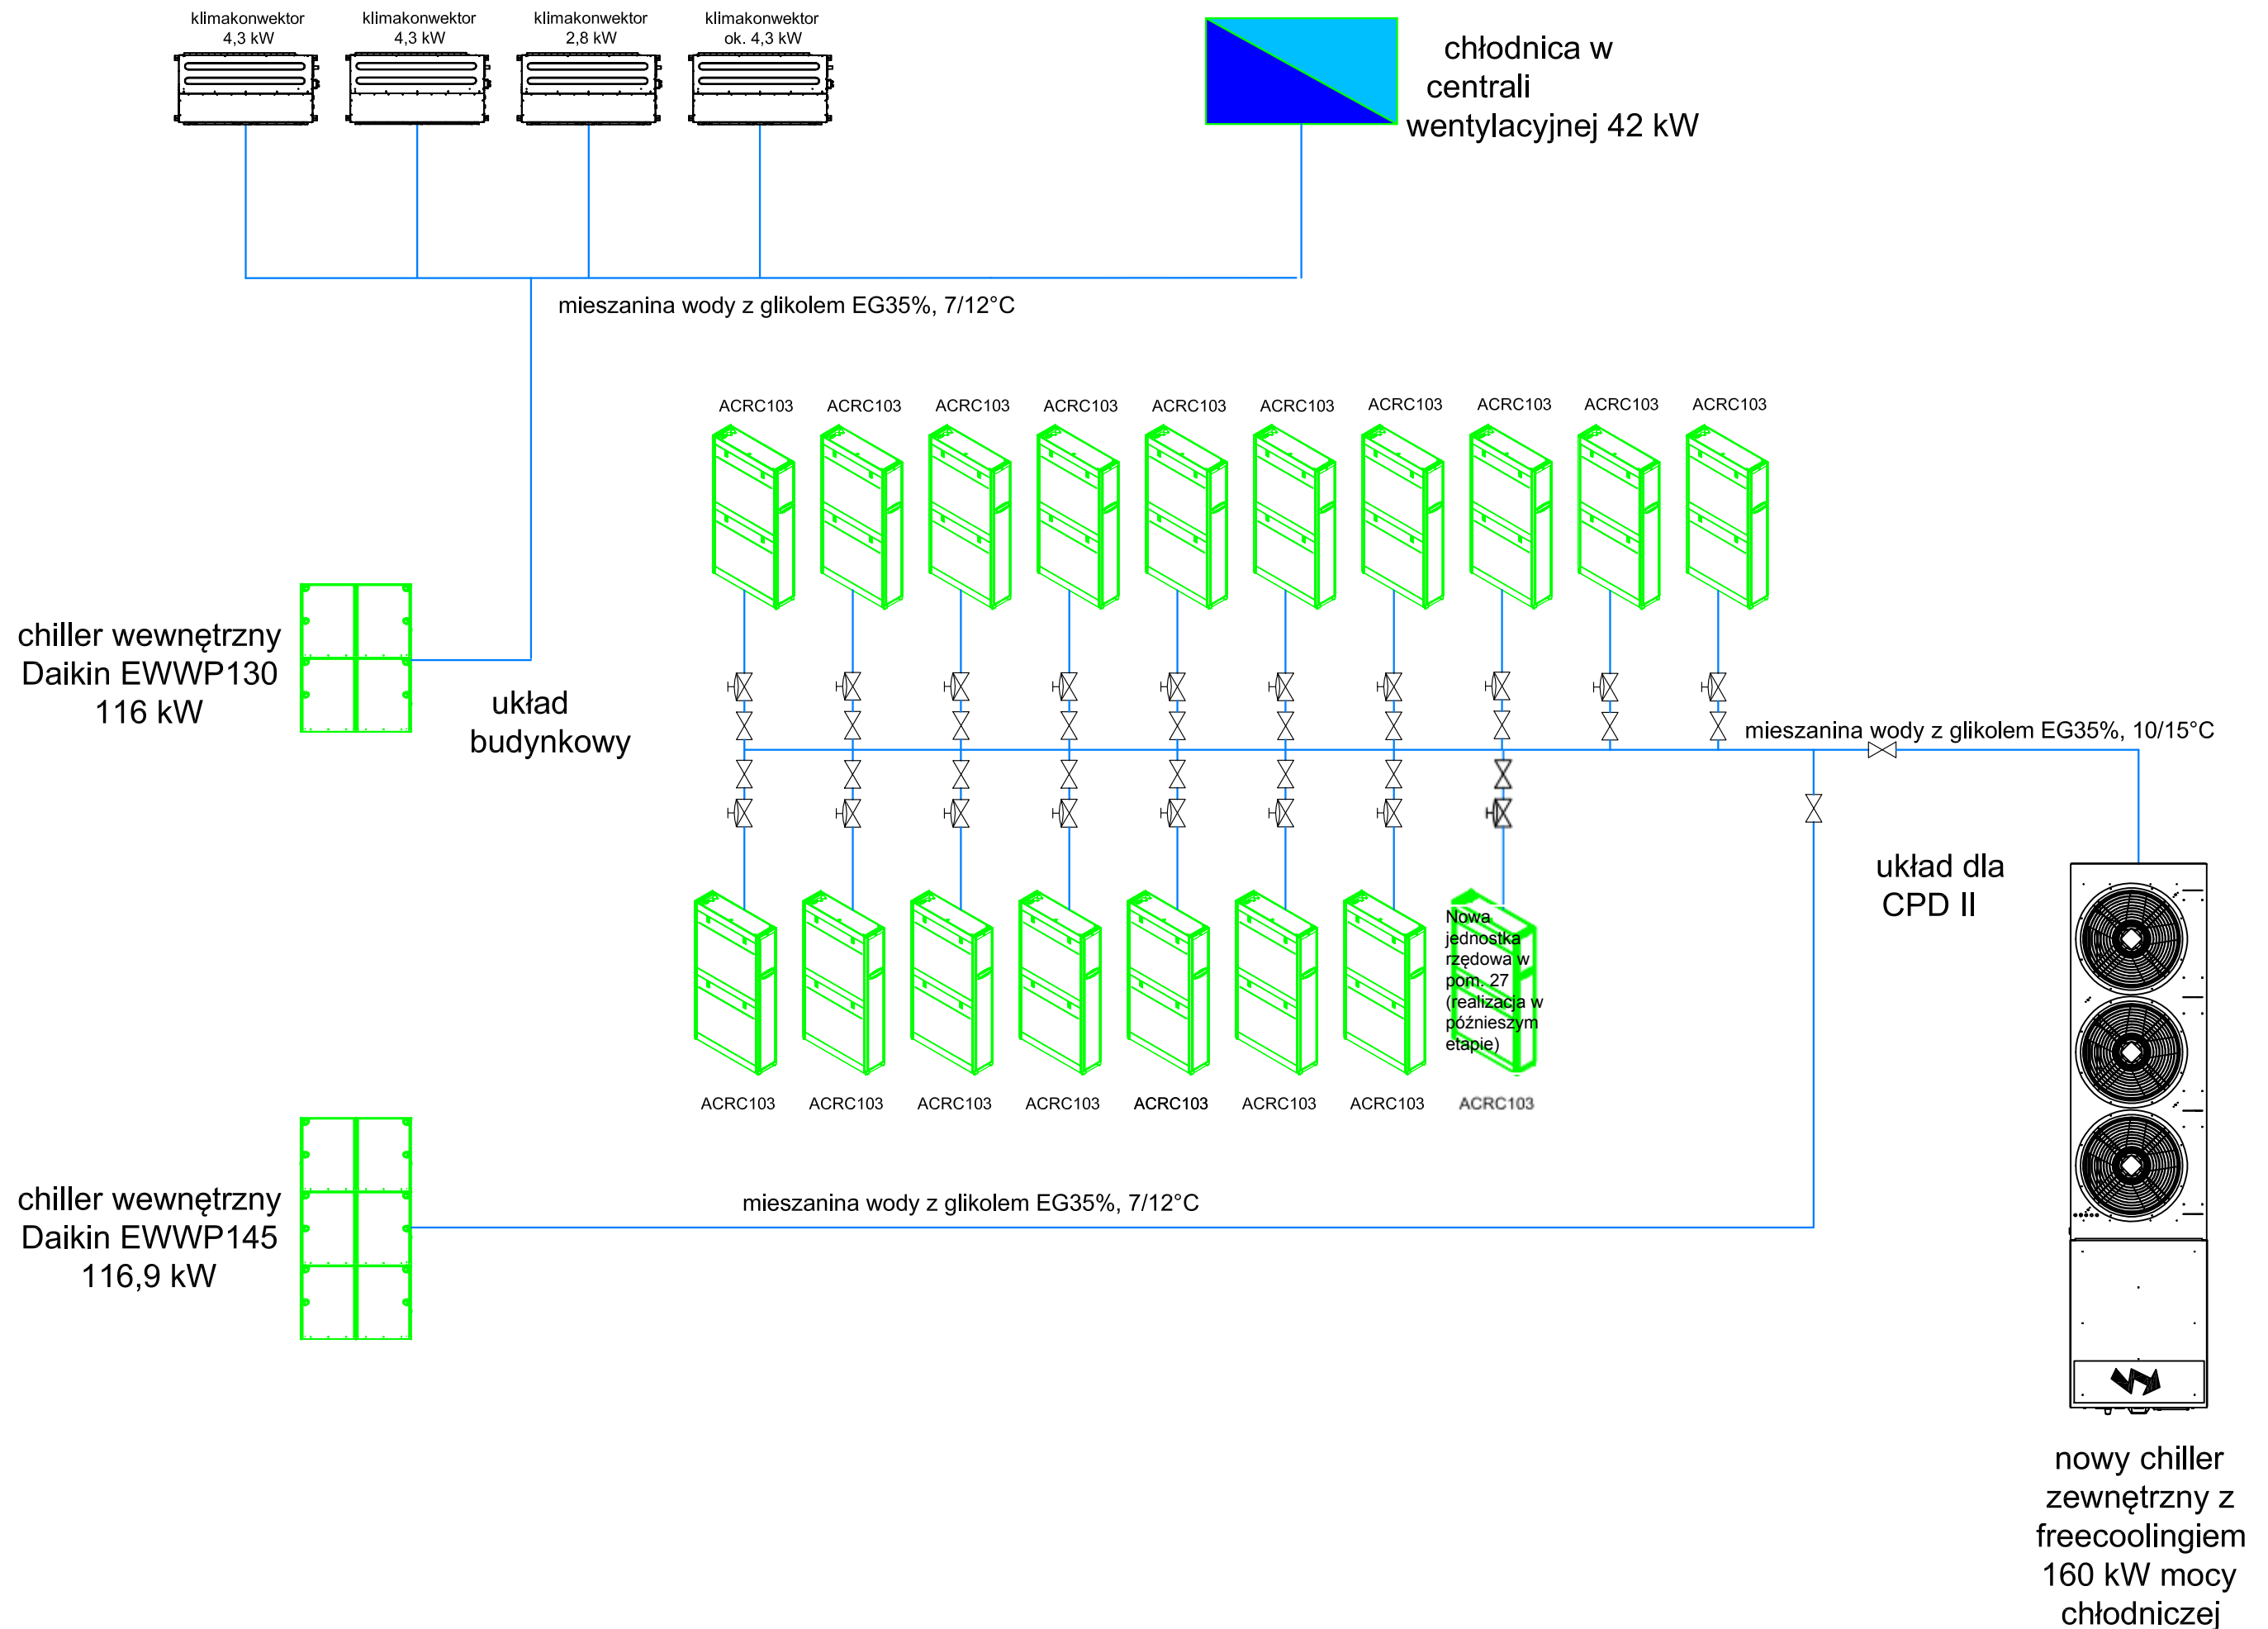 klimakonwektor
4,3 kW
klimakonwektor
4,3 kW
klimakonwektor
2,8 kW
klimakonwektor
ok. 4,3 kW
chłodnica w
centrali
wentylacyjnej 42 kW
mieszanina wody z glikolem EG35%, 7/12°C
ACRC103
ACRC103
ACRC103
ACRC103
ACRC103
ACRC103
ACRC103
ACRC103
ACRC103
ACRC103
chiller wewnętrzny
Daikin EWWP130
116 kW
układ
budynkowy
mieszanina wody z glikolem EG35%, 10/15°C
układ dla
CPD II
Nowa
jednostka
rzędowa w
pom. 27
(realizacja w
późnieszym
etapie)
ACRC103
ACRC103
ACRC103
ACRC103
ACRC103
ACRC103
ACRC103
ACRC103
chiller wewnętrzny
Daikin EWWP145
116,9 kW
mieszanina wody z glikolem EG35%, 7/12°C
nowy chiller
zewnętrzny z
freecoolingiem
160 kW mocy
chłodniczej